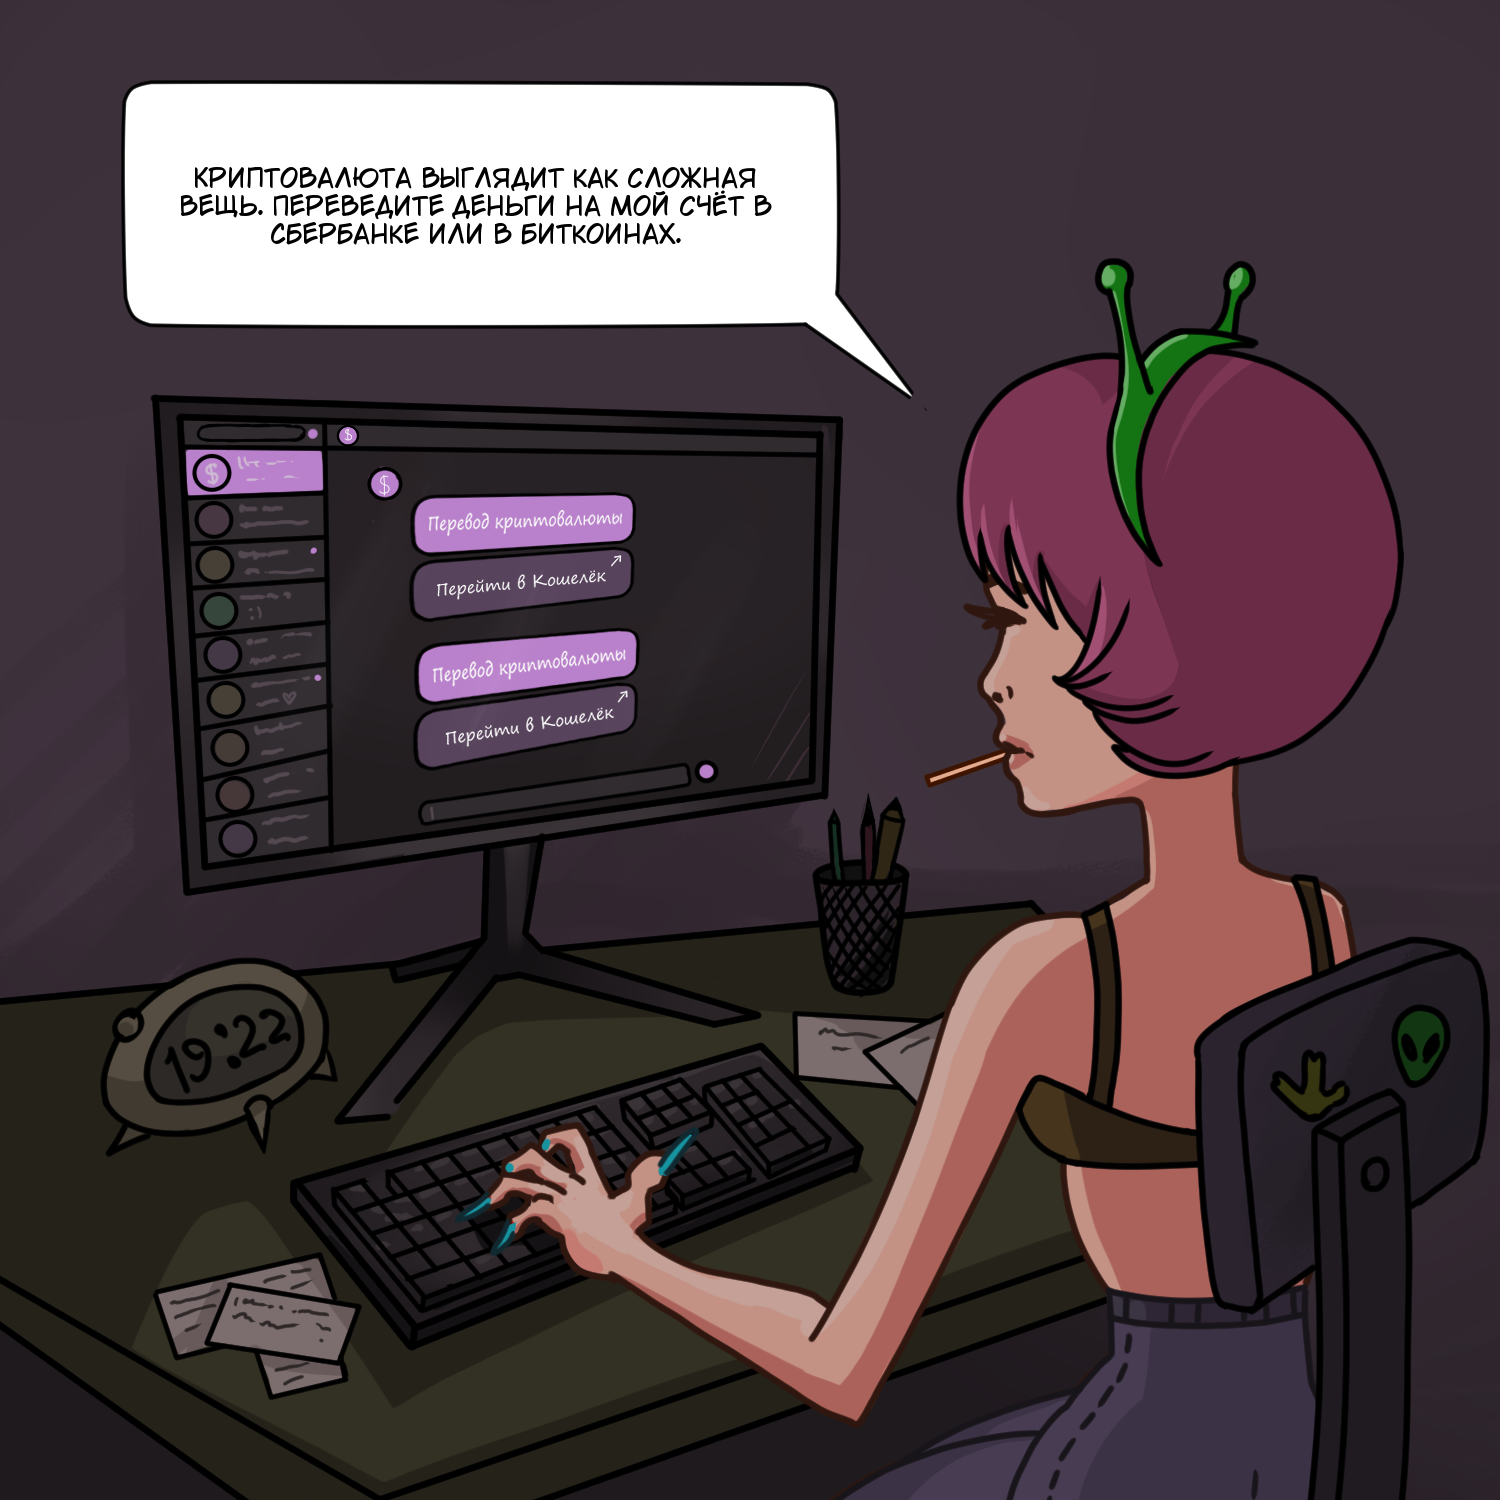 КРИПТОВАЛЮТА ВЫГЛЯДИТ КАК СЛОЖНАЯ
ВЕЩЬ. ПЕРЕВЕДИТЕ ДЕНЬГИ НА МОЙ СЧЁТ В
СБЕРБАНКЕ ИЛИ В БИТКОИНАХ.
$
$
$
Перевод криптовалюты
Перейти в Кошелёк
:)
Перевод криптовалюты
Перейти в Кошелёк
19:22